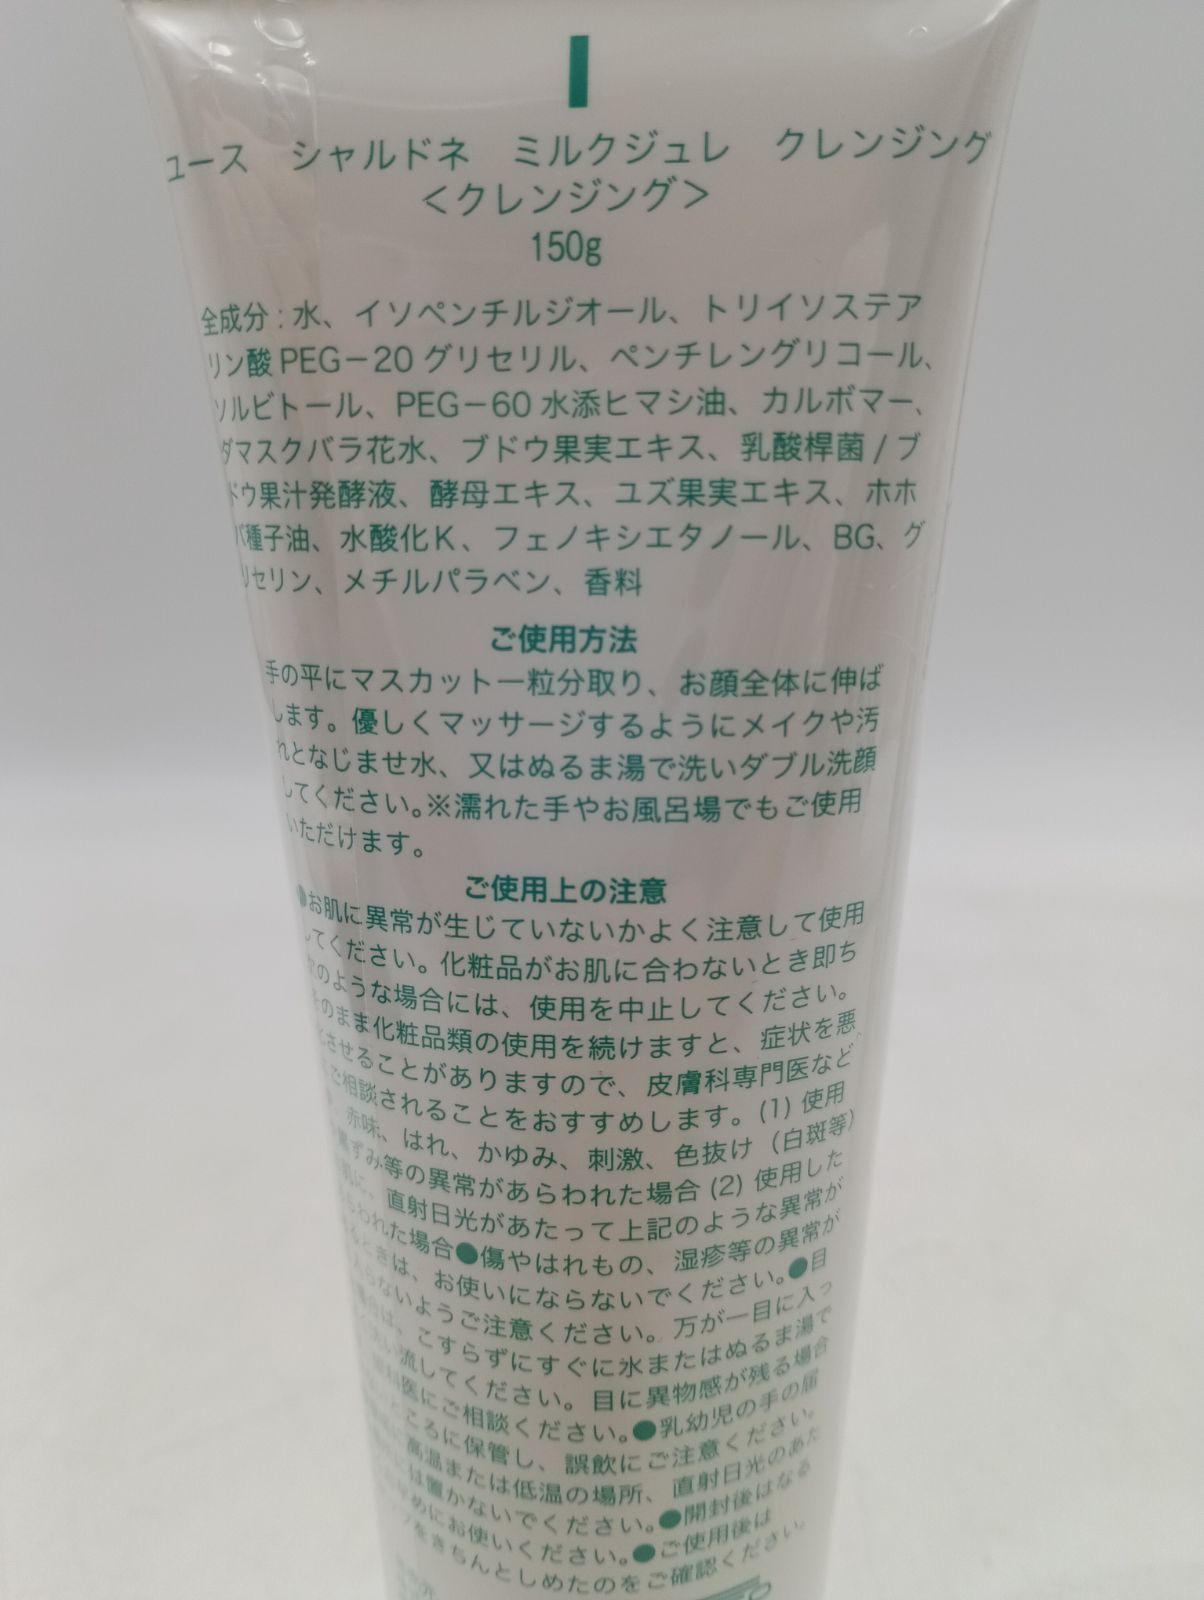 ユース シャルドネ ミルクジュレ クレンジング
<クレンジング>
150g
全成分:水、イソペンチルジオール、トリイソステア
リン酸PEG-20グリセリル、ペンチレングリコール、
ソルビトール、PEG-60水添ヒマシ油、カルボマー、
ダマスクバラ花水、ブドウ果実エキス、乳酸桿菌/ブ
ドウ果汁発酵液、酵母エキス、ユズ果実エキス、ホホ
バ種子油、水酸化K、フェノキシエタノール、BG、グ
リセリン、メチルパラベン、香料
ご使用方法
手の平にマスカット一粒分取り、お顔全体に伸ば
します。優しくマッサージするようにメイクや汚
れとなじませ水、又はぬるま湯で洗いダブル洗顔
してください。※濡れた手やお風呂場でもご使用
いただけます。
ご使用上の注意
●お肌に異常が生じていないかよく注意して使用
してください。化粧品がお肌に合わないとき即ち
次のような場合には、使用を中止してください。
そのまま化粧品類の使用を続けますと、症状を悪
化させることがありますので、皮膚科専門医など
にご相談されることをおすすめします。(1)使用
赤味、はれ、かゆみ、刺激、色抜け(白斑等)
黒ずみ等の異常があらわれた場合(2)使用した
お肌に、直射日光があたって上記のような異常が
あらわれた場合●傷やはれもの、湿疹等の異常が
あるときは、お使いにならないでください。●目
に入らないようご注意ください。万が一目に入っ
場合は、こすらずにすぐに水またはぬるま湯で
洗い流してください。目に異物感が残る場合
眼科医にご相談ください。●乳幼児の手の届
ところに保管し、誤飲にご注意ください。
高温または低温の場所、直射日光のあた
には置かないでください。●開封後はなる
早めにお使いください。●ご使用後は
をきちんとしめたのをご確認ください。